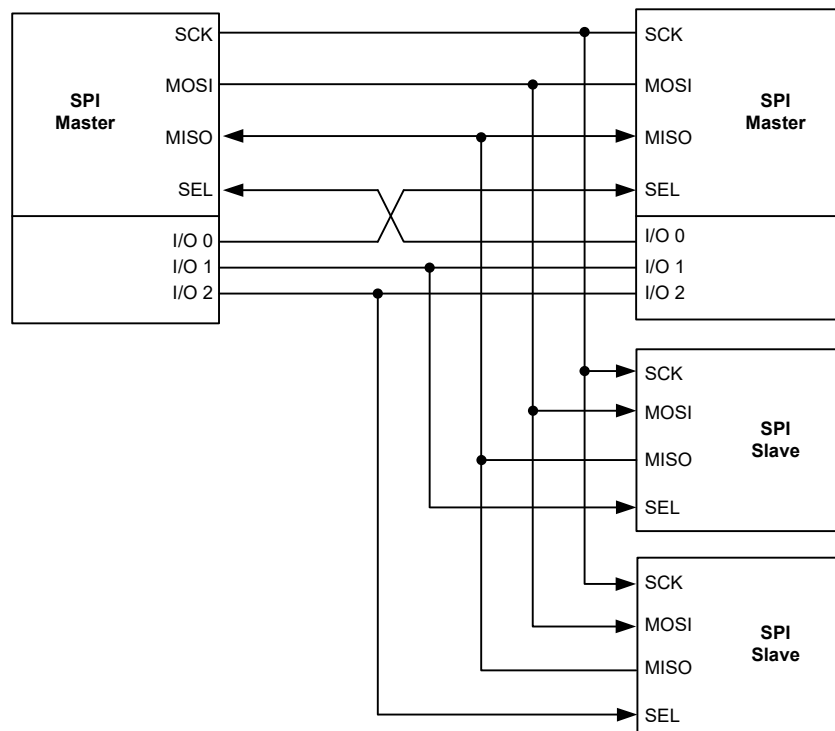 SCK
MOSI
SPI
Master
MISO
SEL
I/O 0
I/O 1
I/O 2
SCK
MOSI
SPI
Master
MISO
SEL
I/O 0
I/O 1
I/O 2
SCK
MOSI
SPI
Slave
MISO
SEL
SCK
MOSI
SPI
Slave
MISO
SEL